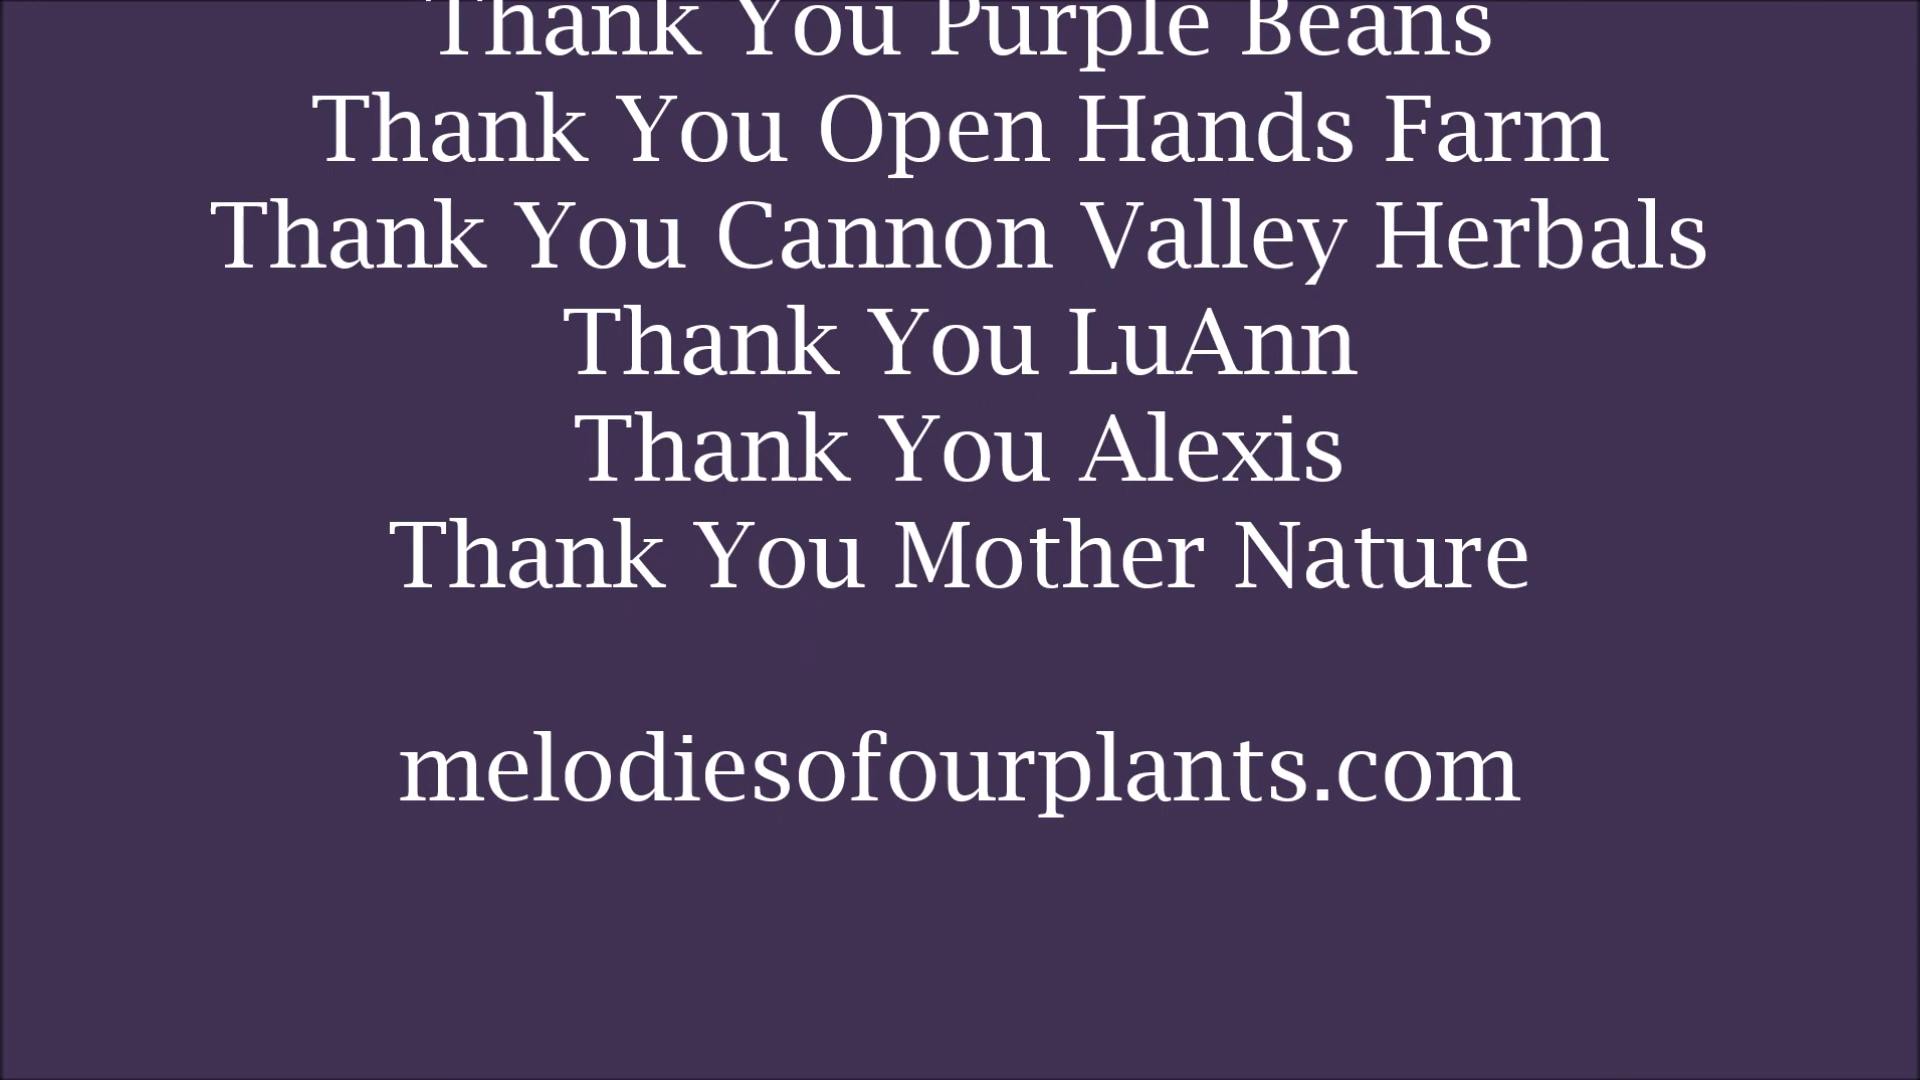 Thank You Purple Beans
Thank You Open Hands Farm
Thank You Cannon Valley Herbals
Thank You LuAnn
Thank You Alexis
Thank You Mother Nature
melodiesofourplants.com